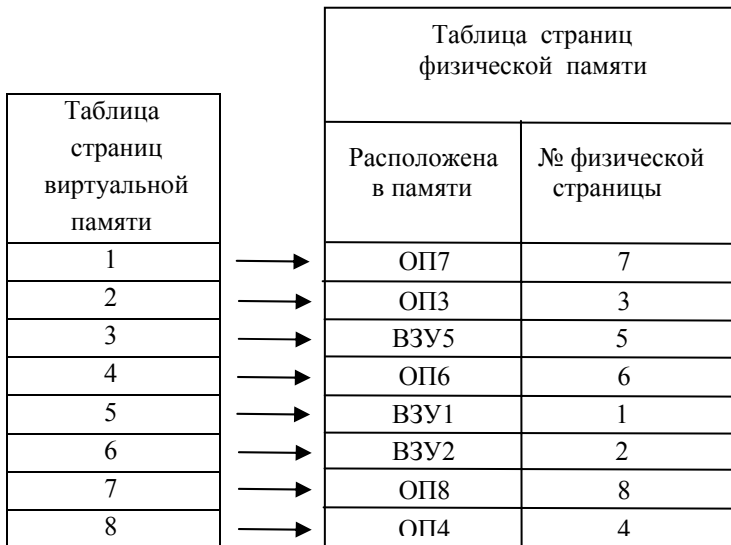 Таблица страниц
физической памяти
Таблица
страниц
виртуальной
памяти
Расположена
в памяти
№ физической
страницы
1 ОП7 7
2 ОП3 3
3 ВЗУ5 5
4 ОП6 6
5 ВЗУ1 1
6 ВЗУ2 2
7 ОП8 8
8 ОП4 4